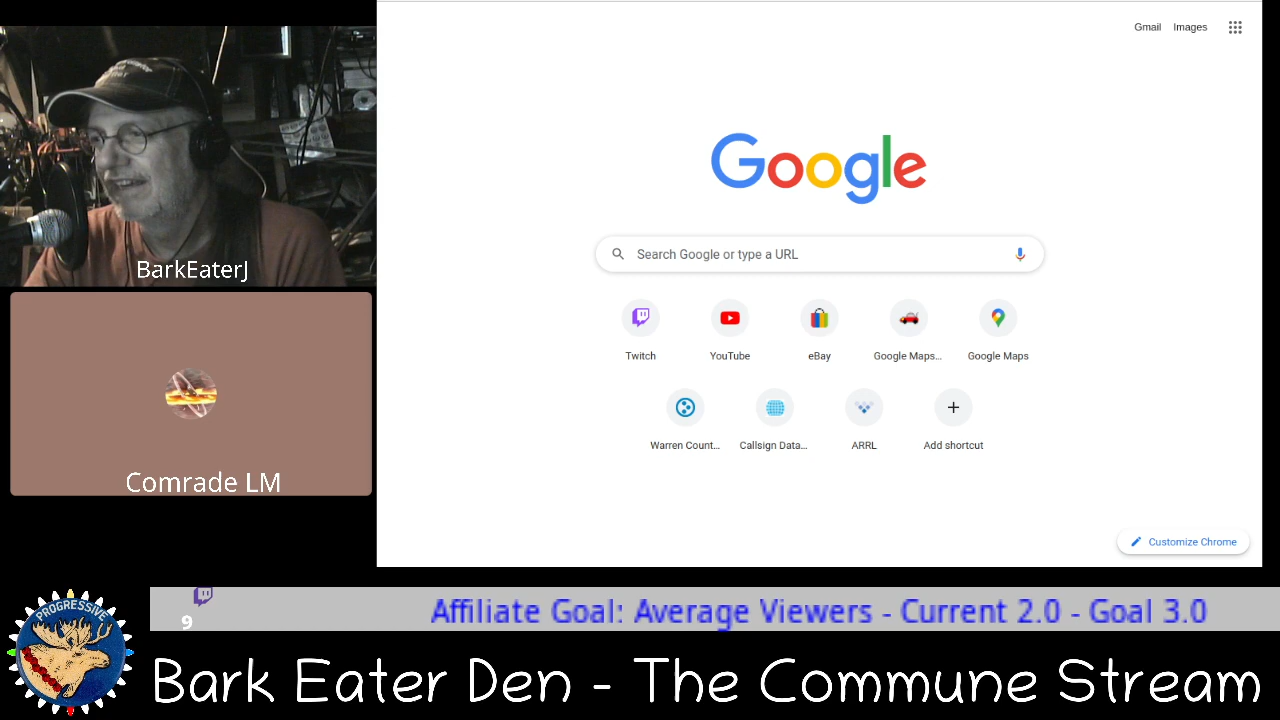 Gmail Images
Google
Search Google or type a URL
Twitch YouTube eBay Google Maps... Google Maps
Warren Count... Callsign Data... ARRL Add shortcut
Customize Chrome
BarkEaterJ
Comrade LM
PROGRESSIVE
9
Affiliate Goal: Average Viewers - Current 2.0 - Goal 3.0
Bark Eater Den - The Commune Stream